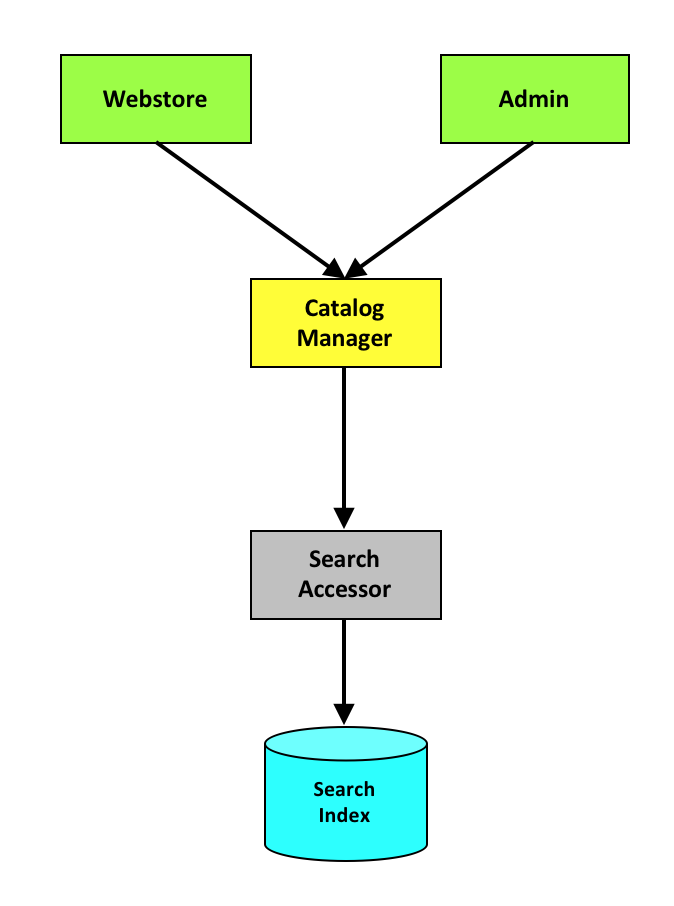 Webstore
Admin
Catalog
Manager
Search
Accessor
Search
Index